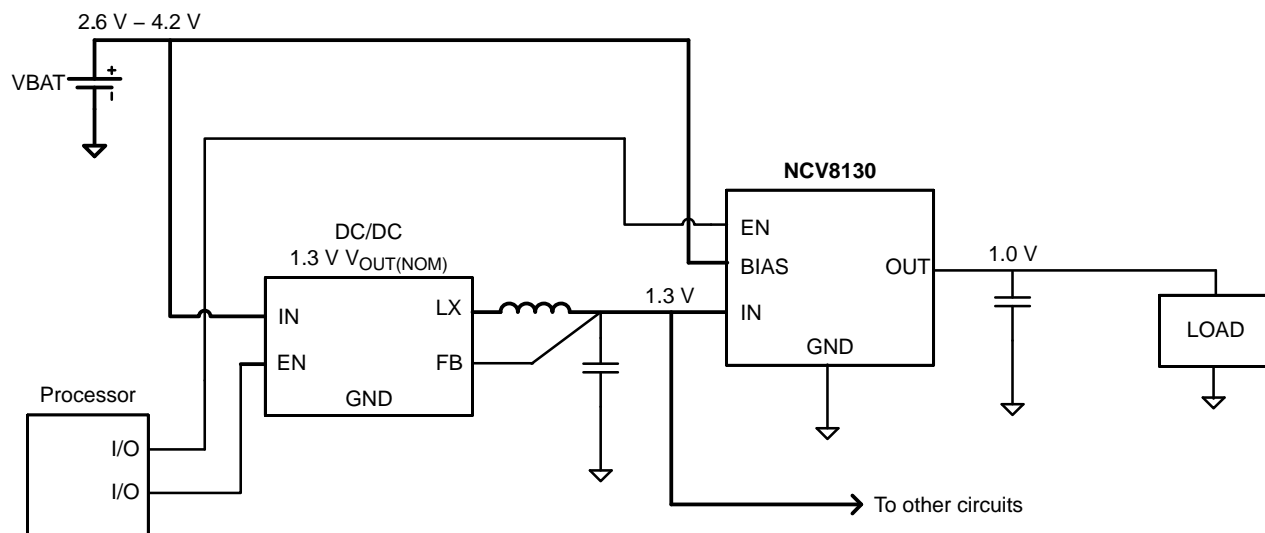 2.6 V – 4.2 V
VBAT
+
NCV8130
EN
BIAS
IN
OUT
GND
DC/DC
1.3 V VOUT(NOM)
IN
EN
LX
FB
GND
1.3 V
1.0 V
LOAD
Processor
I/O
I/O
To other circuits